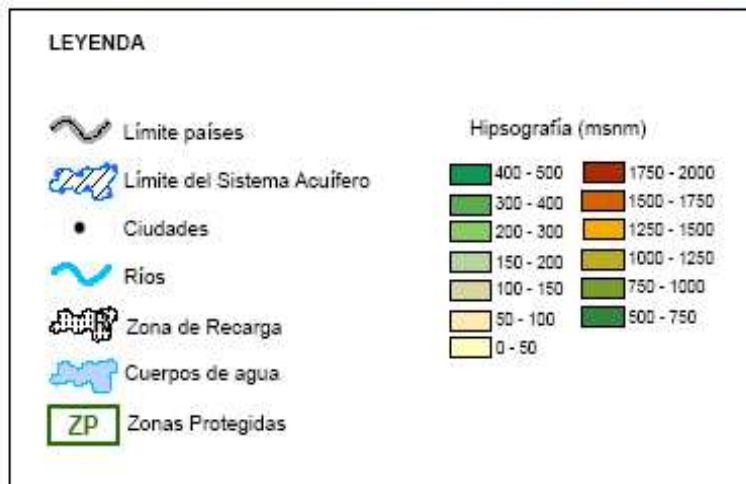 LEYENDA
Límite países
Límite del Sistema Acuífero
Ciudades
Ríos
Zona de Recarga
Cuerpos de agua
ZP Zonas Protegidas
Hipsografía (msnm)
400 - 500
300 - 400
200 - 300
150 - 200
100 - 150
50 - 100
0 - 50
1750 - 2000
1500 - 1750
1250 - 1500
1000 - 1250
750 - 1000
500 - 750